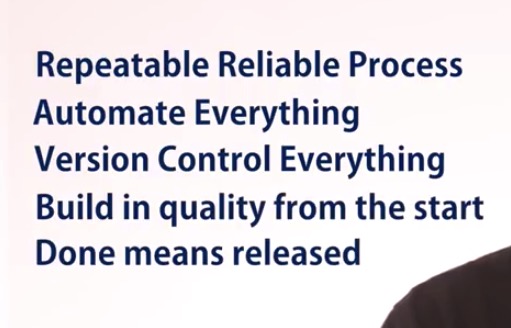 Repeatable Reliable Process
Automate Everything
Version Control Everything
Build in quality from the start
Done means released